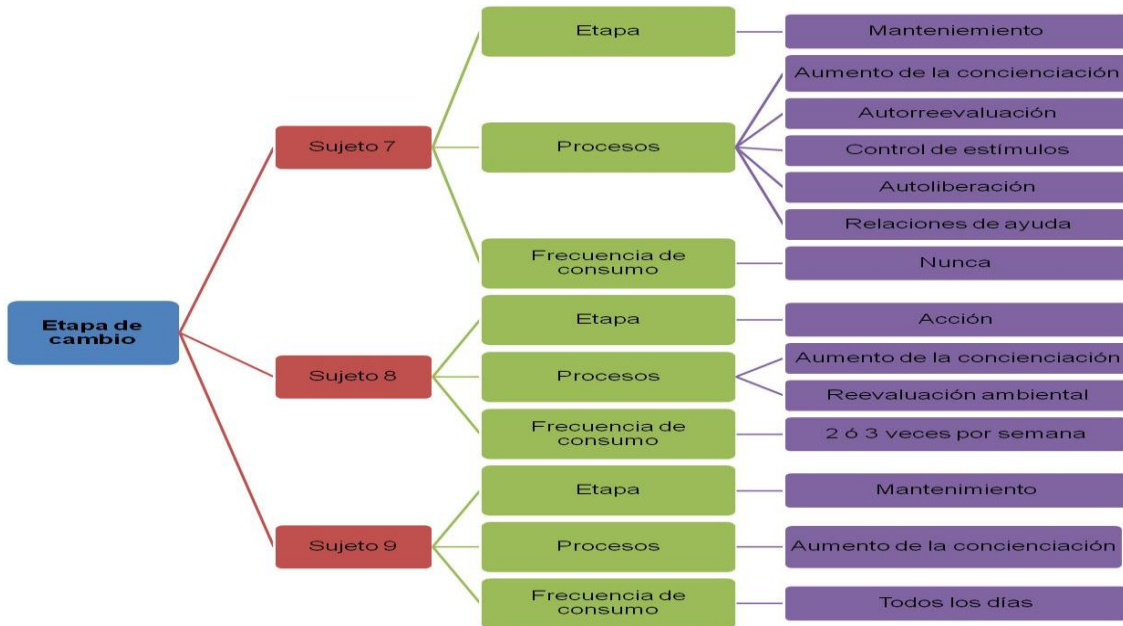 Etapa de
cambio
Sujeto 7
Etapa
Manteniemiento
Procesos
Aumento de la concienciación
Autorreevaluación
Control de estímulos
Autoliberación
Relaciones de ayuda
Frecuencia de
consumo
Nunca
Sujeto 8
Etapa
Acción
Procesos
Aumento de la concienciación
Reevaluación ambiental
Frecuencia de
consumo
2 ó 3 veces por semana
Sujeto 9
Etapa
Mantenimiento
Procesos
Aumento de la concienciación
Frecuencia de
consumo
Todos los días